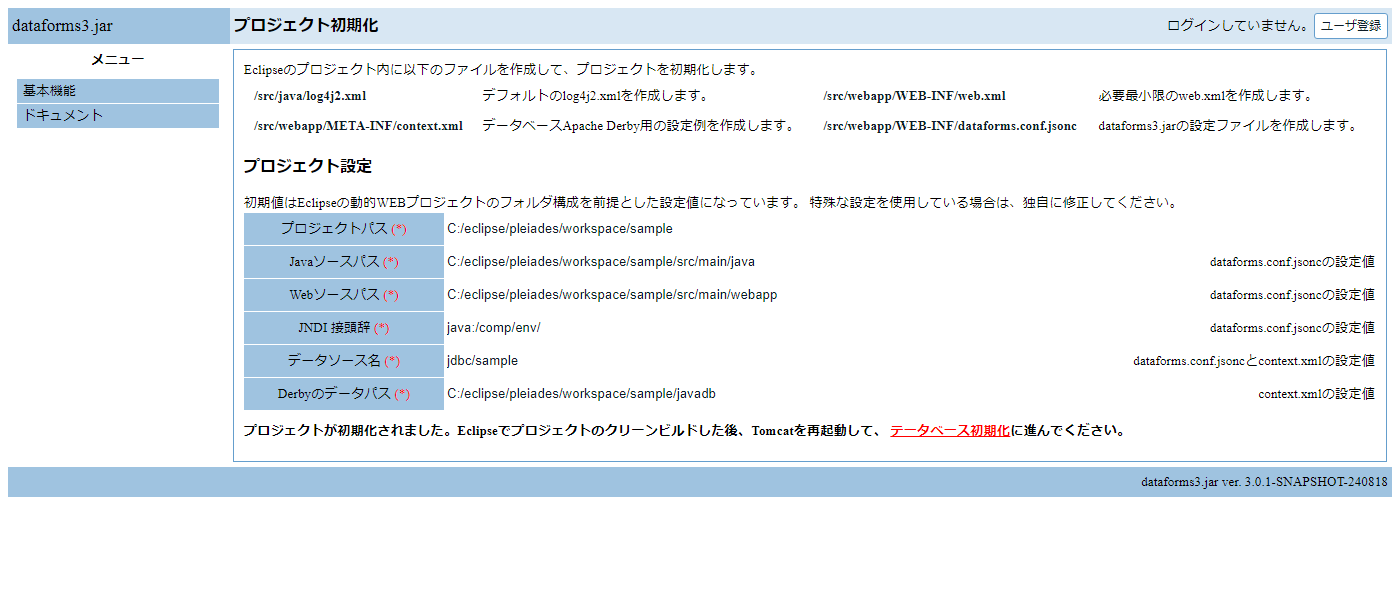 dataforms3.jar
プロジェクト初期化
ログインしていません。 ユーザ登録
メニュー
基本機能
ドキュメント
Eclipseのプロジェクト内に以下のファイルを作成して、プロジェクトを初期化します。
/src/java/log4j2.xml デフォルトのlog4j2.xmlを作成します。 /src/webapp/WEB-INF/web.xml 必要最小限のweb.xmlを作成します。
/src/webapp/META-INF/context.xml データベースApache Derby用の設定例を作成します。 /src/webapp/WEB-INF/dataforms.conf.jsonc dataforms3.jarの設定ファイルを作成します。
プロジェクト設定
初期値はEclipseの動的WEBプロジェクトのフォルダ構成を前提とした設定値になっています。 特殊な設定を使用している場合は、独自に修正してください。
プロジェクトパス (*) C:/eclipse/pleiades/workspace/sample
Javaソースパス (*) C:/eclipse/pleiades/workspace/sample/src/main/java dataforms.conf.jsoncの設定値
Webソースパス (*) C:/eclipse/pleiades/workspace/sample/src/main/webapp dataforms.conf.jsoncの設定値
JNDI 接頭辞 (*) java:/comp/env/ dataforms.conf.jsoncの設定値
データソース名 (*) jdbc/sample dataforms.conf.jsoncとcontext.xmlの設定値
Derbyのデータパス (*) C:/eclipse/pleiades/workspace/sample/javadb context.xmlの設定値
プロジェクトが初期化されました。Eclipseでプロジェクトのクリーンビルドした後、Tomcatを再起動して、 データベース初期化に進んでください。
dataforms3.jar ver. 3.0.1-SNAPSHOT-240818